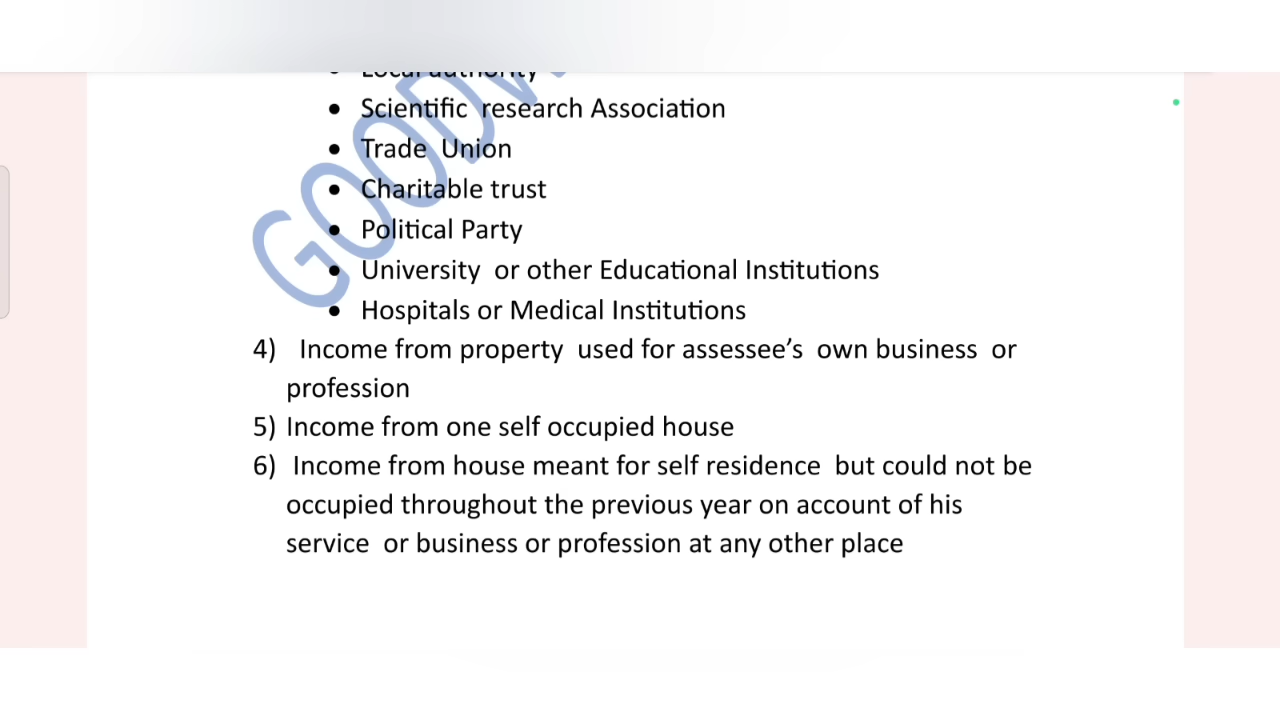 Local authority
• Scientific research Association
• Trade Union
• Charitable trust
• Political Party
• University or other Educational Institutions
• Hospitals or Medical Institutions
4) Income from property used for assessee’s own business or
profession
5) Income from one self occupied house
6) Income from house meant for self residence but could not be
occupied throughout the previous year on account of his
service or business or profession at any other place